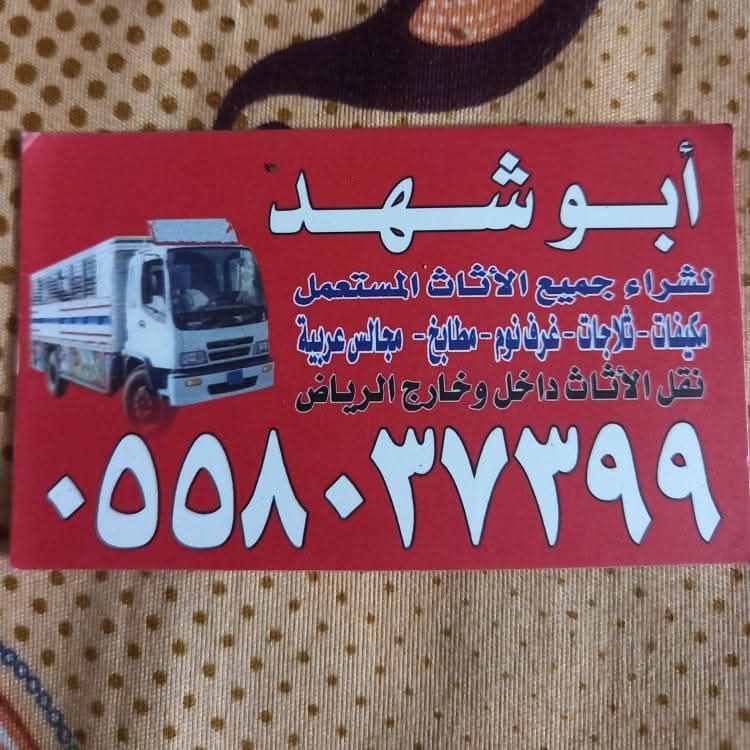 أبو شهد
لشراء جميع الأثاث المستعمل
مكيفات - ثلاجات - غرف نوم - مطابخ - مجالس عربية
نقل الأثاث داخل وخارج الرياض
٠٥٥٨٠٣٧٣٩٩